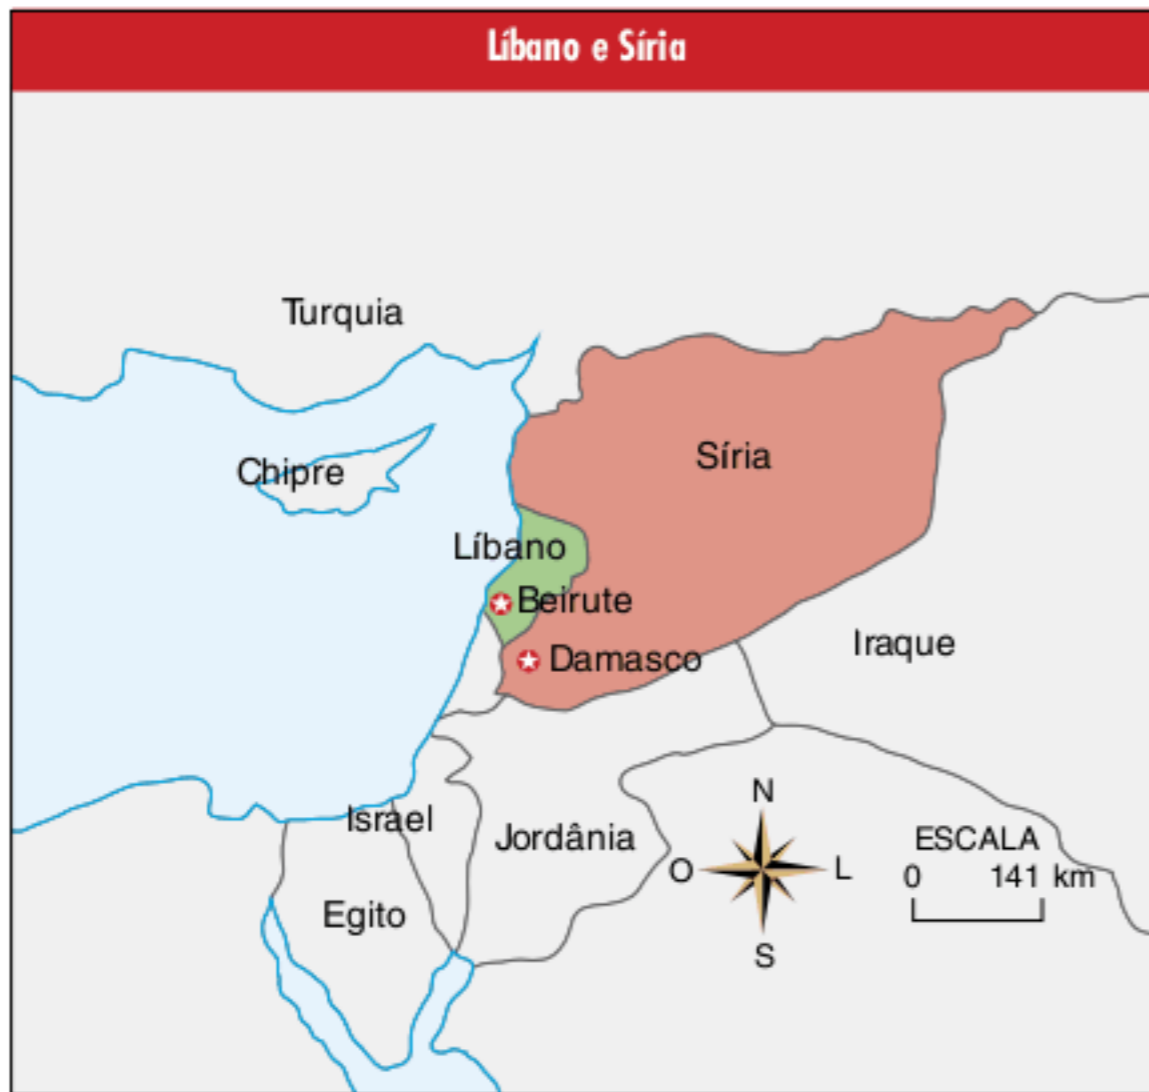 Líbano e Síria
Turquia
Síria
Chipre
Líbano
Beirute
Iraque
Damasco
N
Israel
Jordânia
ESCALA
O
L
0 141 km
Egito
S